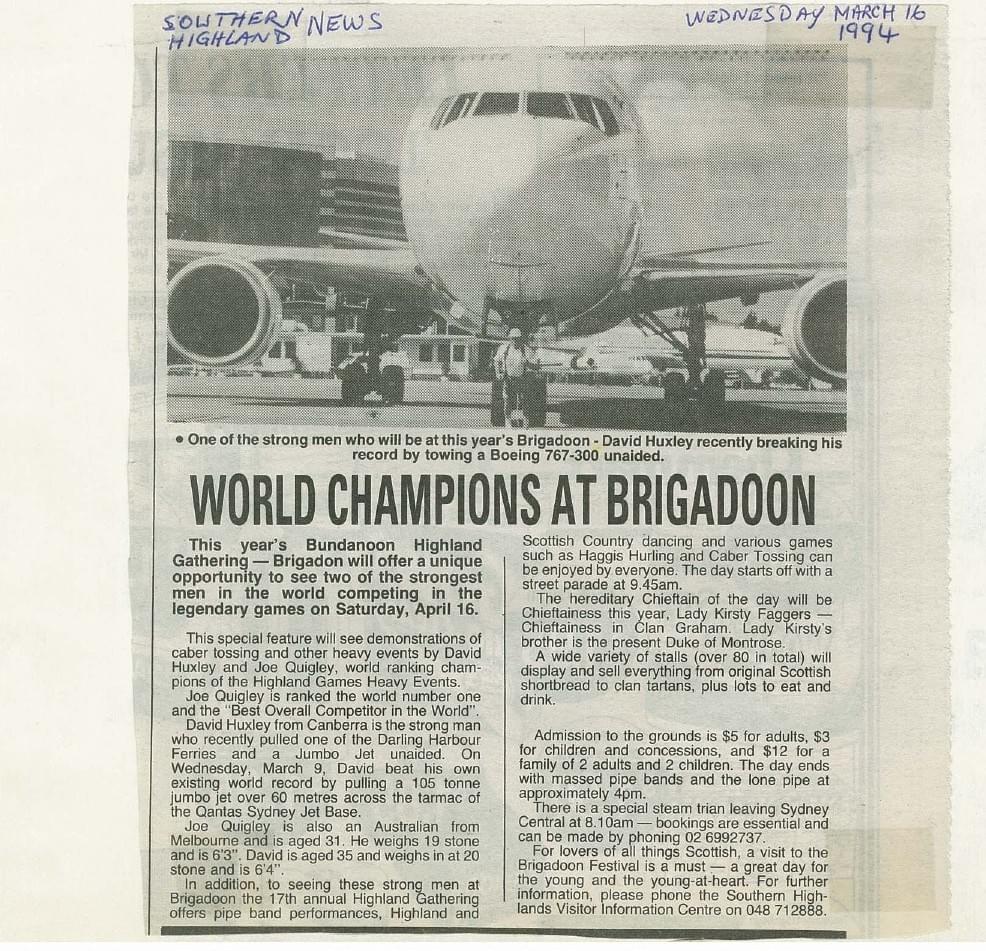 SOUTHERN NEWS
HIGHLAND
WEDNESDAY MARCH 16
1994
• One of the strong men who will be at this year's Brigadoon - David Huxley recently breaking his
record by towing a Boeing 767-300 unaided.
WORLD CHAMPIONS AT BRIGADOON
This year's Bundanoon Highland
Gathering — Brigadon will offer a unique
opportunity to see two of the strongest
men in the world competing in the
legendary games on Saturday, April 16.
This special feature will see demonstrations of
caber tossing and other heavy events by David
Huxley and Joe Quigley, world ranking cham-
pions of the Highland Games Heavy Events.
Joe Quigley is ranked the world number one
and the "Best Overall Competitor in the World".
David Huxley from Canberra is the strong man
who recently pulled one of the Darling Harbour
Ferries and a Jumbo Jet unaided. On
Wednesday, March 9, David beat his own
existing world record by pulling a 105 tonne
jumbo jet over 60 metres across the tarmac of
the Qantas Sydney Jet Base.
Joe Quigley is also an Australian from
Melbourne and is aged 31. He weighs 19 stone
and is 6'3". David is aged 35 and weighs in at 20
stone and is 6'4".
In addition, to seeing these strong men at
Brigadoon the 17th annual Highland Gathering
offers pipe band performances, Highland and
Scottish Country dancing and various games
such as Haggis Hurling and Caber Tossing can
be enjoyed by everyone. The day starts off with a
street parade at 9.45am.
The hereditary Chieftain of the day will be
Chieftainess this year, Lady Kirsty Faggers —
Chieftainess in Clan Graham. Lady Kirsty's
brother is the present Duke of Montrose.
A wide variety of stalls (over 80 in total) will
display and sell everything from original Scottish
shortbread to clan tartans, plus lots to eat and
drink.
Admission to the grounds is $5 for adults, $3
for children and concessions, and $12 for a
family of 2 adults and 2 children. The day ends
with massed pipe bands and the lone pipe at
approximately 4pm.
There is a special steam trian leaving Sydney
Central at 8.10am — bookings are essential and
can be made by phoning 02 6992737.
For lovers of all things Scottish, a visit to the
Brigadoon Festival is a must — a great day for
the young and the young-at-heart. For further
information, please phone the Southern High-
lands Visitor Information Centre on 048 712888.